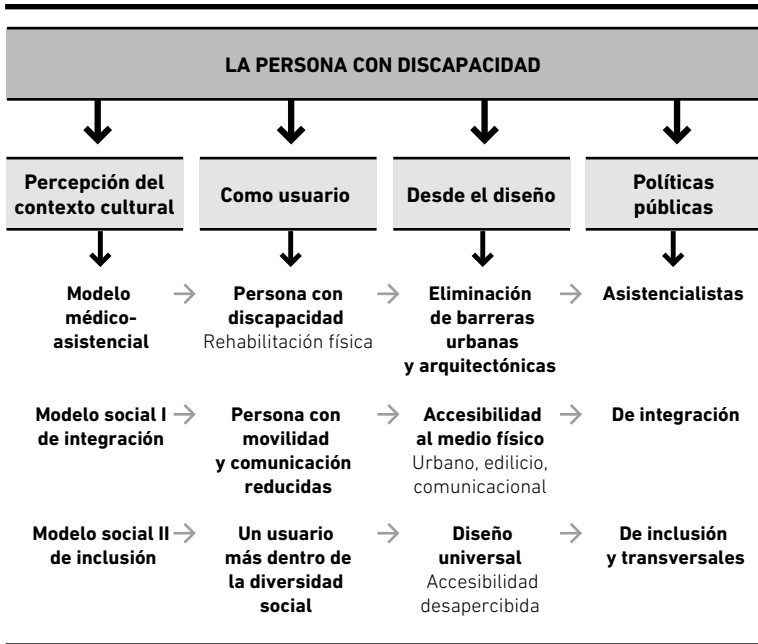 LA PERSONA CON DISCAPACIDAD
Percepción del
contexto cultural
Como usuario
Desde el diseño
Políticas
públicas
Modelo
médico-
asistencial
Persona con
discapacidad
Rehabilitación física
Eliminación
de barreras
urbanas
y arquitectónicas
Asistencialistas
Modelo social I
de integración
Persona con
movilidad
y comunicación
reducidas
Accesibilidad
al medio físico
Urbano, edilicio,
comunicacional
De integración
Modelo social II
de inclusión
Un usuario
más dentro de
la diversidad
social
Diseño
universal
Accesibilidad
desapercibida
De inclusión
y transversales